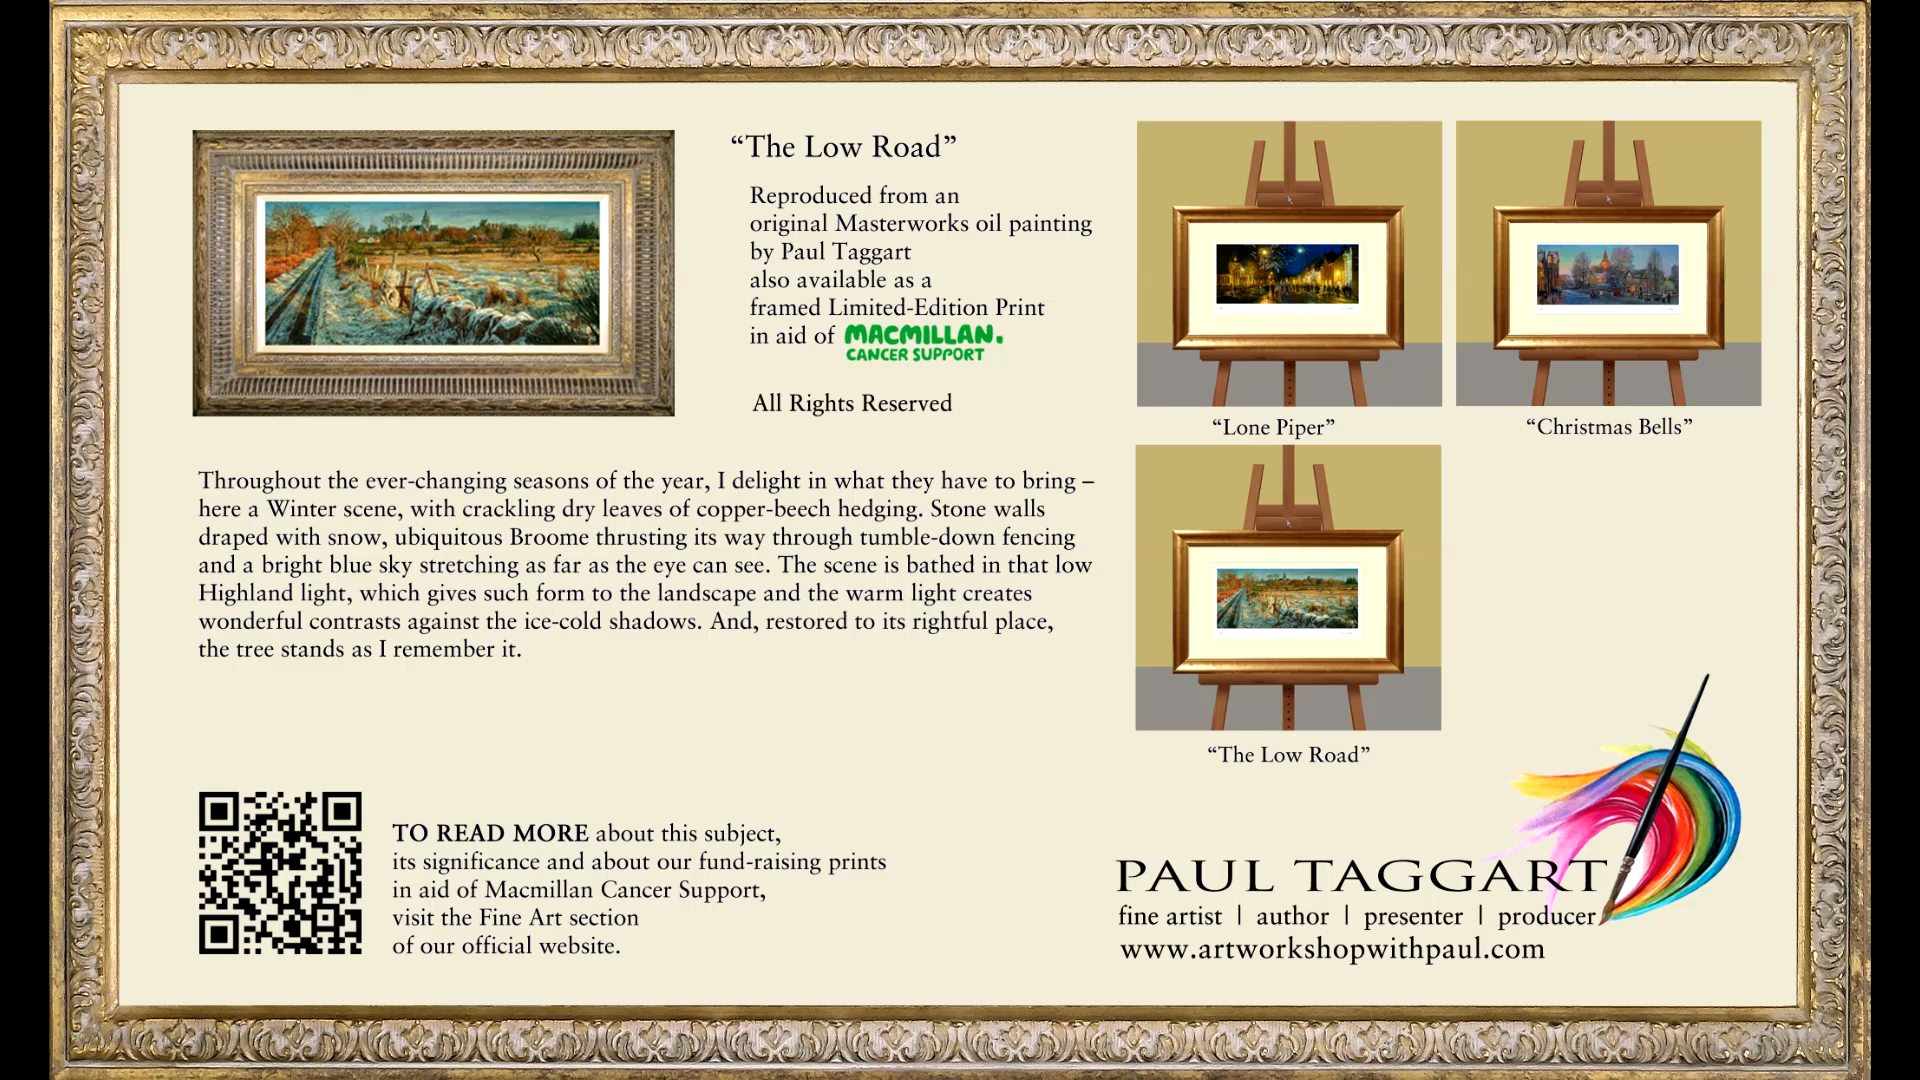 “The Low Road”
Reproduced from an
original Masterworks oil painting
by Paul Taggart
also available as a
framed Limited-Edition Print
in aid of MACMILLAN.
CANCER SUPPORT
All Rights Reserved
“Lone Piper”
“Christmas Bells”
Throughout the ever-changing seasons of the year, I delight in what they have to bring –
here a Winter scene, with crackling dry leaves of copper-beech hedging. Stone walls
draped with snow, ubiquitous Broome thrusting its way through tumble-down fencing
and a bright blue sky stretching as far as the eye can see. The scene is bathed in that low
Highland light, which gives such form to the landscape and the warm light creates
wonderful contrasts against the ice-cold shadows. And, restored to its rightful place,
the tree stands as I remember it.
“The Low Road”
TO READ MORE about this subject,
its significance and about our fund-raising prints
in aid of Macmillan Cancer Support,
visit the Fine Art section
of our official website.
PAUL TAGGART
fine artist | author | presenter | producer
www.artworkshopwithpaul.com